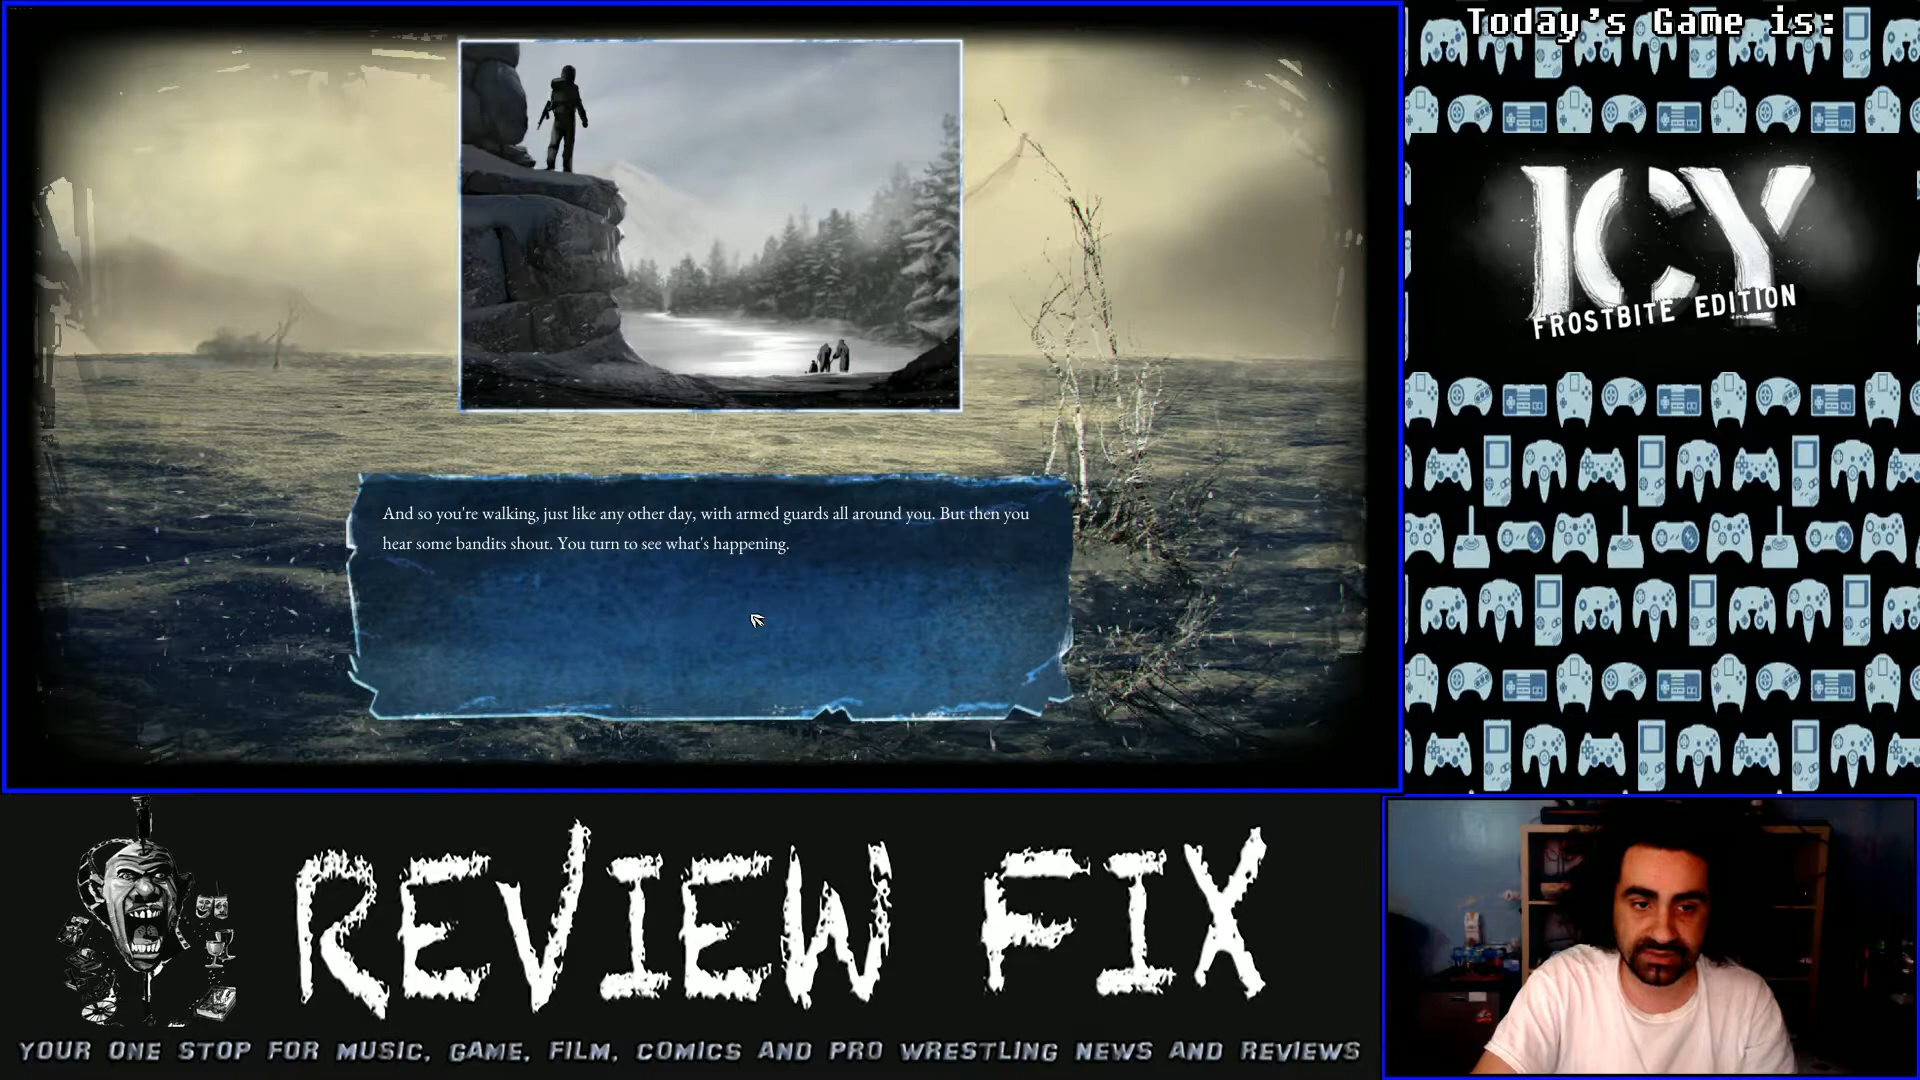 Today's Game is:
ICY
FROSTBITE EDITION
And so you're walking, just like any other day, with armed guards all around you. But then you
hear some bandits shout. You turn to see what's happening.
REVIEW FIX
YOUR ONE STOP FOR MUSIC, GAME, FILM, COMICS AND PRO WRESTLING NEWS AND REVIEWS